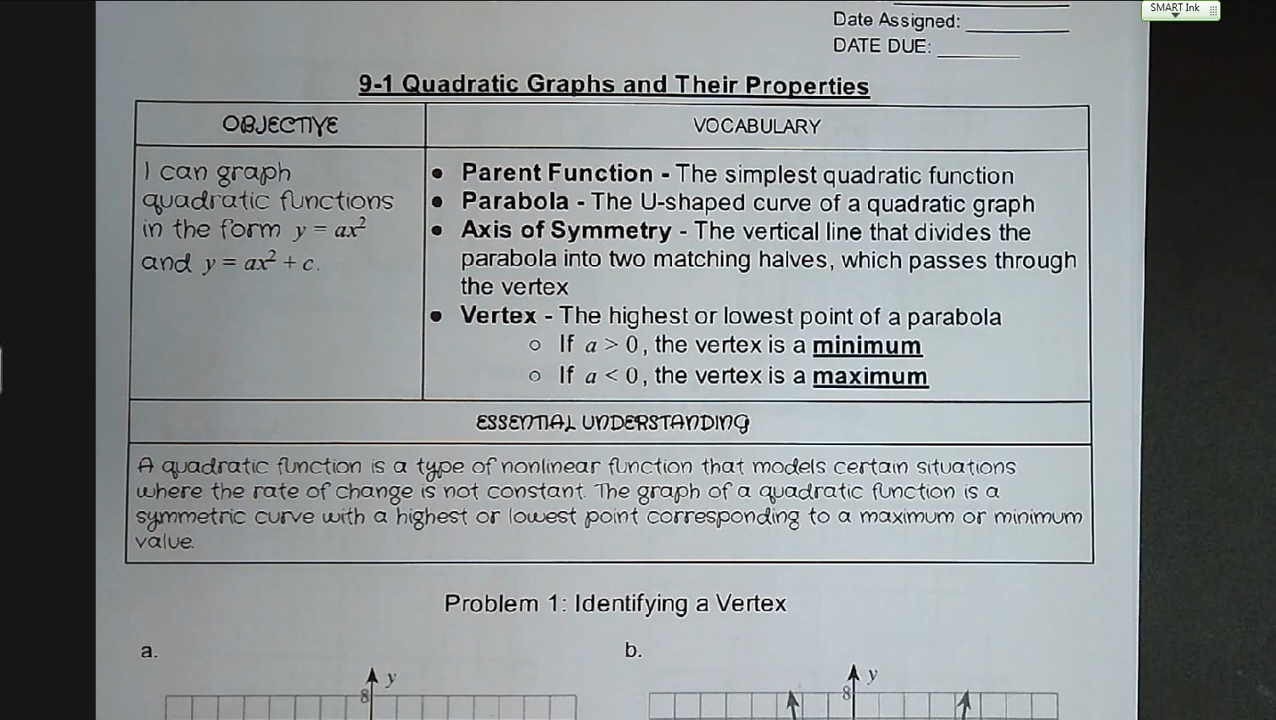 SMART Ink
Date Assigned:
DATE DUE:
9-1 Quadratic Graphs and Their Properties
OBJECTIVE
VOCABULARY
I can graph
quadratic functions
in the form y = ax²
and y = ax² + c.
• Parent Function - The simplest quadratic function
• Parabola - The U-shaped curve of a quadratic graph
• Axis of Symmetry - The vertical line that divides the
parabola into two matching halves, which passes through
the vertex
• Vertex - The highest or lowest point of a parabola
○ If a > 0, the vertex is a minimum
○ If a < 0, the vertex is a maximum
ESSENTIAL UNDERSTANDING
A quadratic function is a type of nonlinear function that models certain situations
where the rate of change is not constant. The graph of a quadratic function is a
symmetric curve with a highest or lowest point corresponding to a maximum or minimum
value.
Problem 1: Identifying a Vertex
a.
b.
y
8
y
8